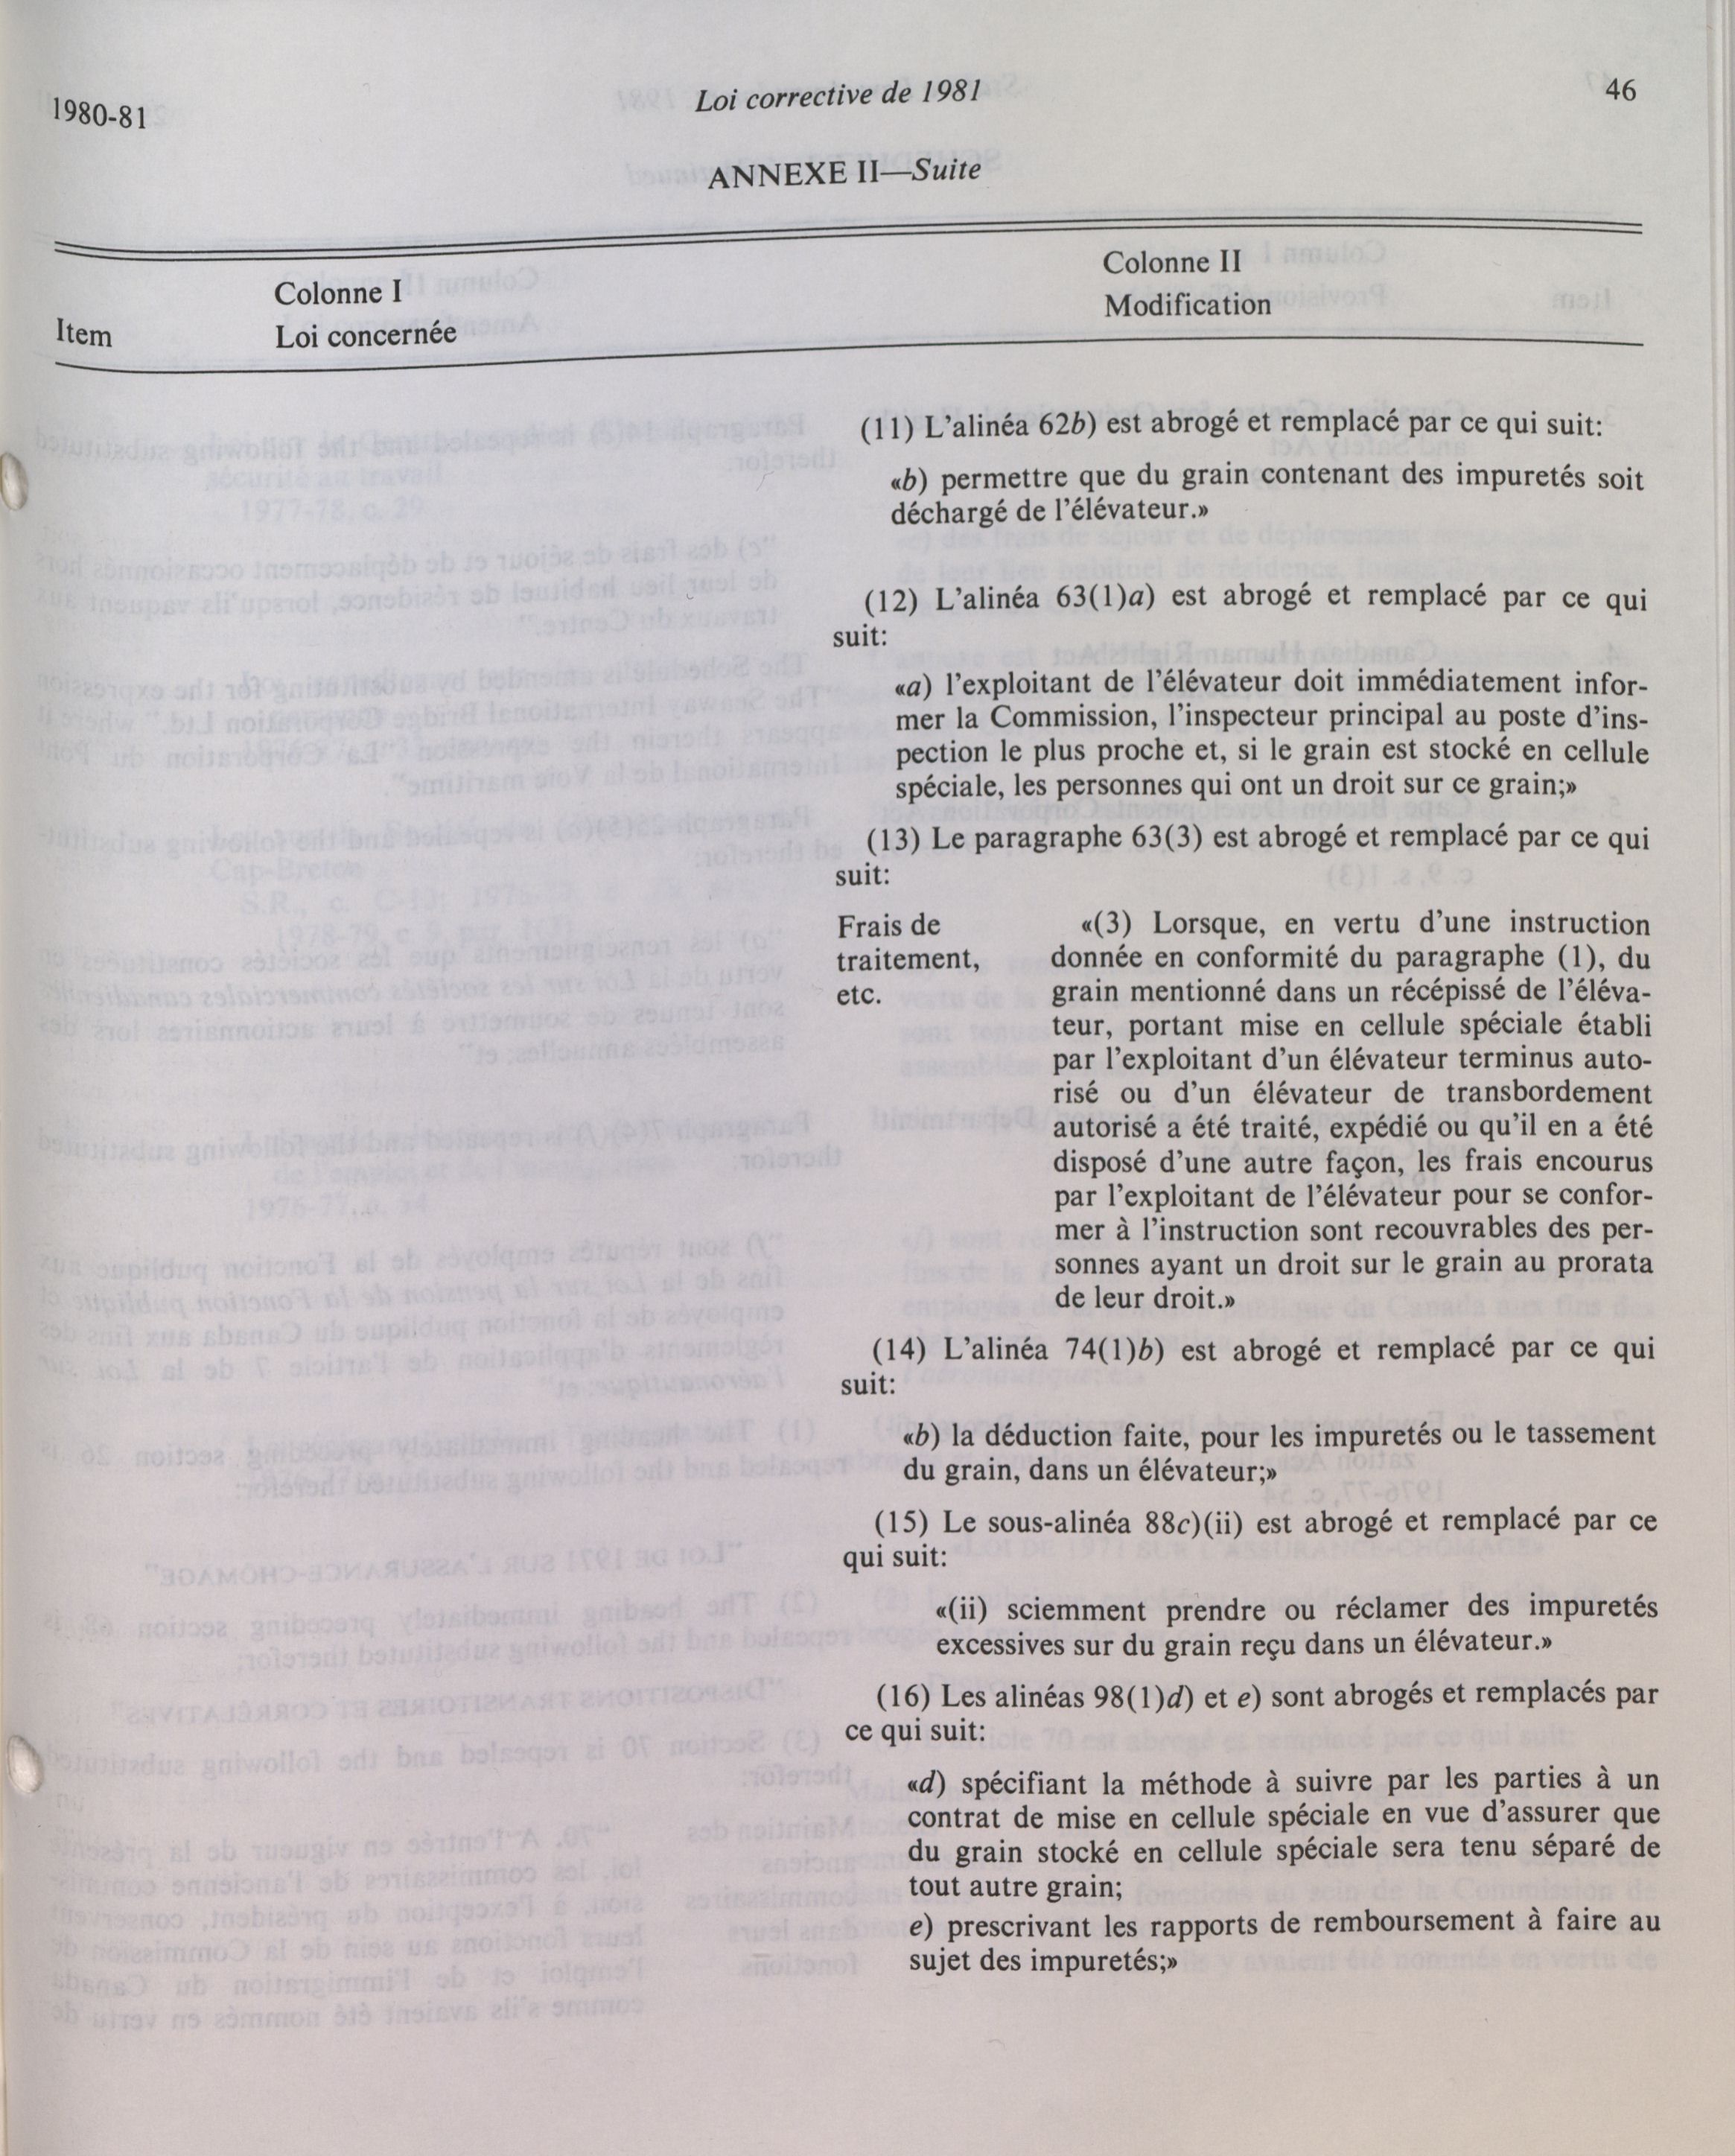 1980-81
Loi corrective de 1981
46
ANNEXE II—Suite
Item
Colonne I
Loi concernée
Colonne II
Modification
(11) L'alinéa 62b) est abrogé et remplacé par ce qui suit:
«b) permettre que du grain contenant des impuretés soit
déchargé de l'élévateur.»
(12) L'alinéa 63(1)a) est abrogé et remplacé par ce qui
suit:
«a) l'exploitant de l'élévateur doit immédiatement infor-
mer la Commission, l'inspecteur principal au poste d'ins-
pection le plus proche et, si le grain est stocké en cellule
spéciale, les personnes qui ont un droit sur ce grain;»
(13) Le paragraphe 63(3) est abrogé et remplacé par ce qui
suit:
Frais de
traitement,
etc.
«(3) Lorsque, en vertu d'une instruction
donnée en conformité du paragraphe (1), du
grain mentionné dans un récépissé de l'éléva-
teur, portant mise en cellule spéciale établi
par l'exploitant d'un élévateur terminus auto-
risé ou d'un élévateur de transbordement
autorisé a été traité, expédié ou qu'il en a été
disposé d'une autre façon, les frais encourus
par l'exploitant de l'élévateur pour se confor-
mer à l'instruction sont recouvrables des per-
sonnes ayant un droit sur le grain au prorata
de leur droit.»
(14) L'alinéa 74(1)b) est abrogé et remplacé par ce qui
suit:
«b) la déduction faite, pour les impuretés ou le tassement
du grain, dans un élévateur;»
(15) Le sous-alinéa 88c)(ii) est abrogé et remplacé par ce
qui suit:
«(ii) sciemment prendre ou réclamer des impuretés
excessives sur du grain reçu dans un élévateur.»
(16) Les alinéas 98(1)d) et e) sont abrogés et remplacés par
ce qui suit:
«d) spécifiant la méthode à suivre par les parties à un
contrat de mise en cellule spéciale en vue d'assurer que
du grain stocké en cellule spéciale sera tenu séparé de
tout autre grain;
e) prescrivant les rapports de remboursement à faire au
sujet des impuretés;»